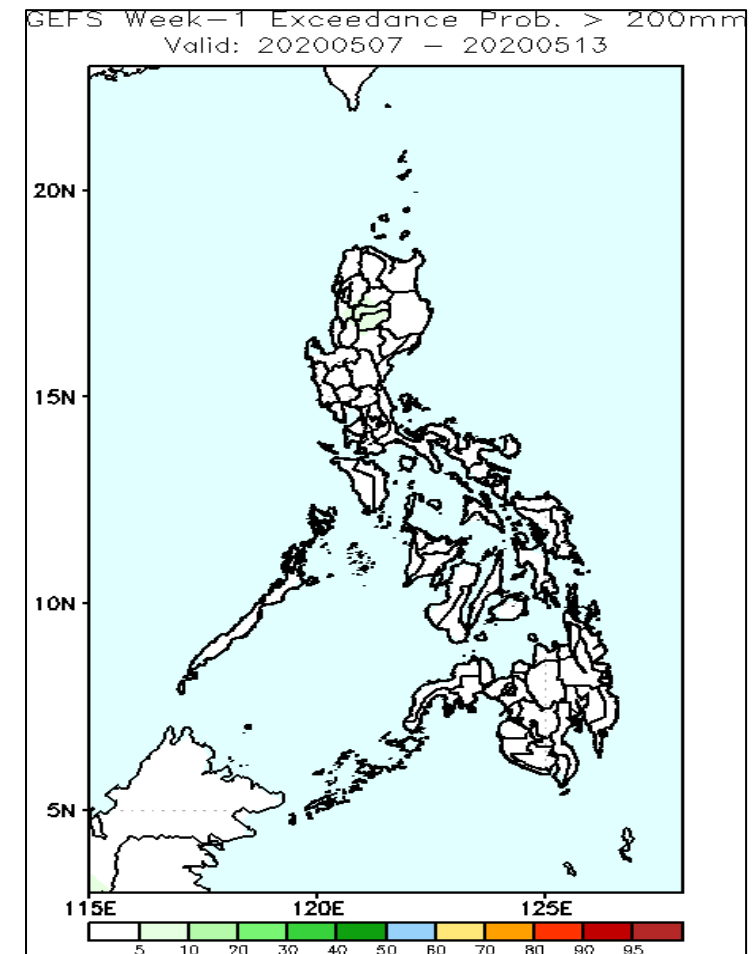 GEFS Week-1 Exceedance Prob. > 200mm
Valid: 20200507 - 20200513
20N
15N
10N
5N
115E 120E 125E
5 10 20 30 40 50 60 70 80 90 95